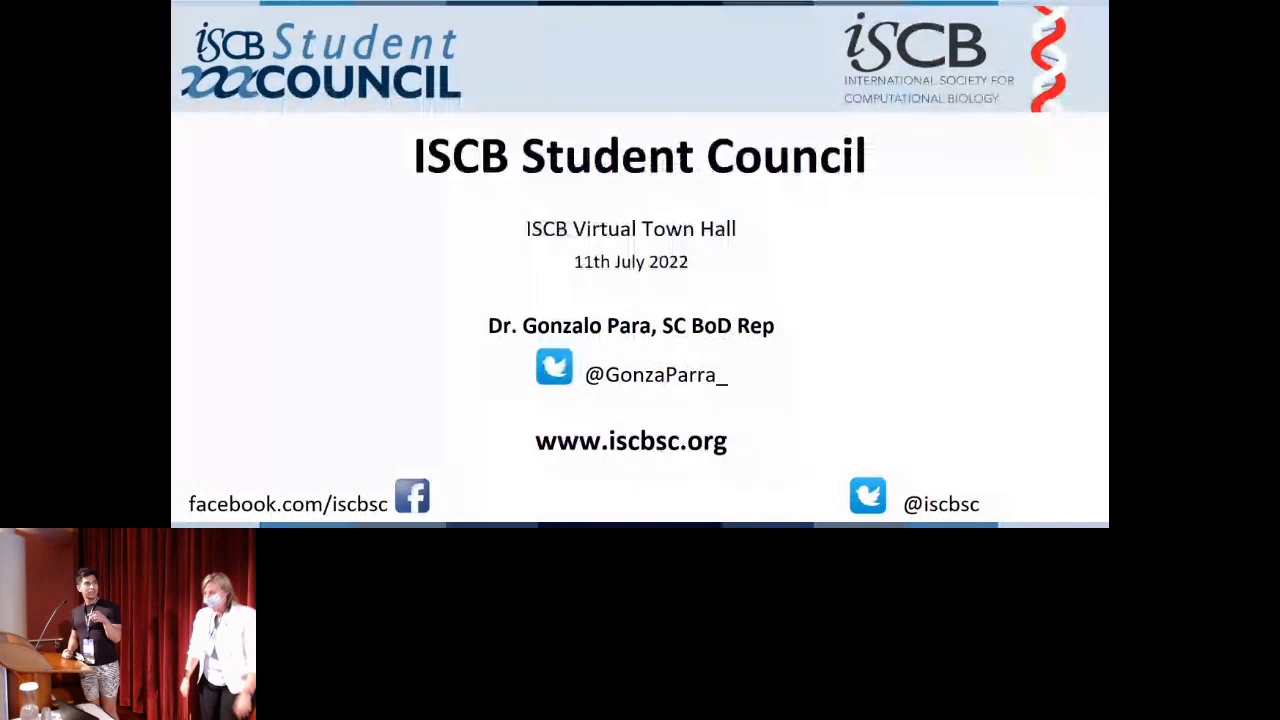 iSCB Student
COUNCIL
iSCB
INTERNATIONAL SOCIETY FOR
COMPUTATIONAL BIOLOGY
ISCB Student Council
ISCB Virtual Town Hall
11th July 2022
Dr. Gonzalo Para, SC BoD Rep
@GonzaParra_
www.iscbsc.org
facebook.com/iscbsc
@iscbsc